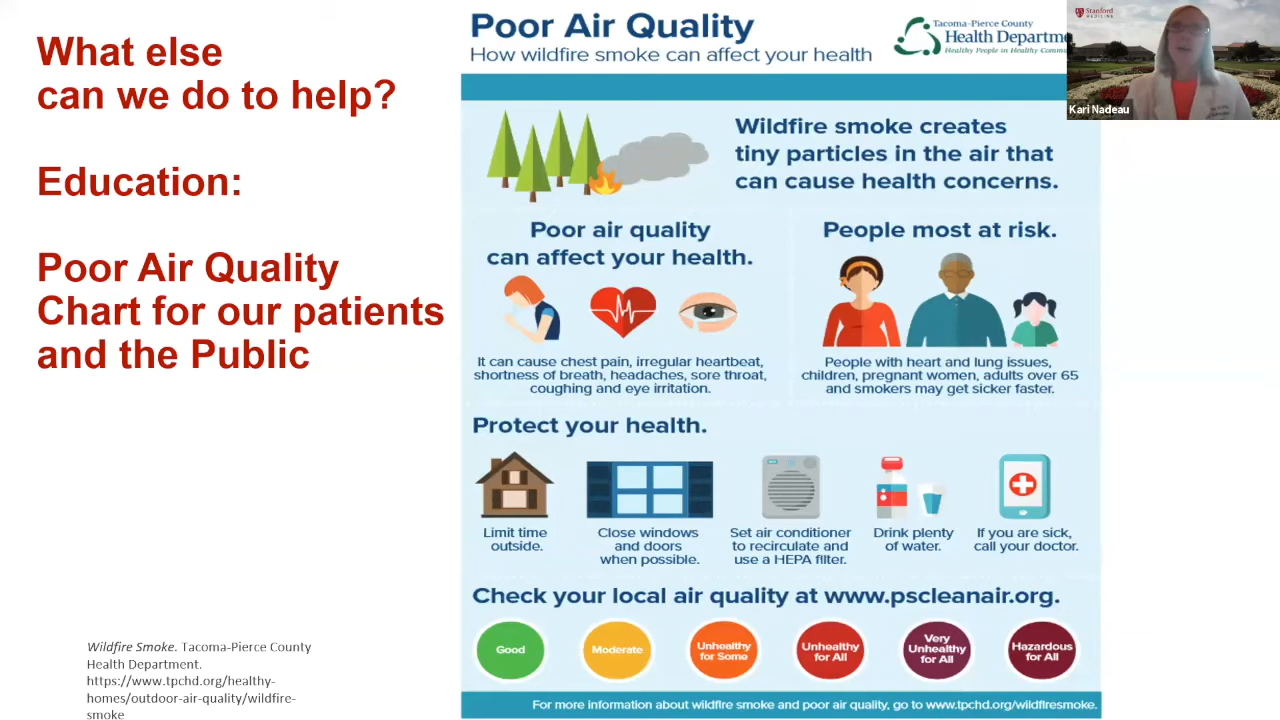 What else
can we do to help?
Education:
Poor Air Quality
Chart for our patients
and the Public
Wildfire Smoke. Tacoma-Pierce County
Health Department.
https://www.tpchd.org/healthy-
homes/outdoor-air-quality/wildfire-
smoke
Poor Air Quality
How wildfire smoke can affect your health
Tacoma-Pierce County
Health Departme
Healthy People in Healthy Commu
Stanford
MEDICINE
Kari Nadeau
Wildfire smoke creates
tiny particles in the air that
can cause health concerns.
Poor air quality
can affect your health.
It can cause chest pain, irregular heartbeat,
shortness of breath, headaches, sore throat,
coughing and eye irritation.
People most at risk.
People with heart and lung issues,
children, pregnant women, adults over 65
and smokers may get sicker faster.
Protect your health.
Limit time
outside.
Close windows
and doors
when possible.
Set air conditioner
to recirculate and
use a HEPA filter.
Drink plenty
of water.
If you are sick,
call your doctor.
Check your local air quality at www.pscleanair.org.
Good
Moderate
Unhealthy
for Some
Unhealthy
for All
Very
Unhealthy
for All
Hazardous
for All
For more information about wildfire smoke and poor air quality, go to www.tpchd.org/wildfiresmoke.